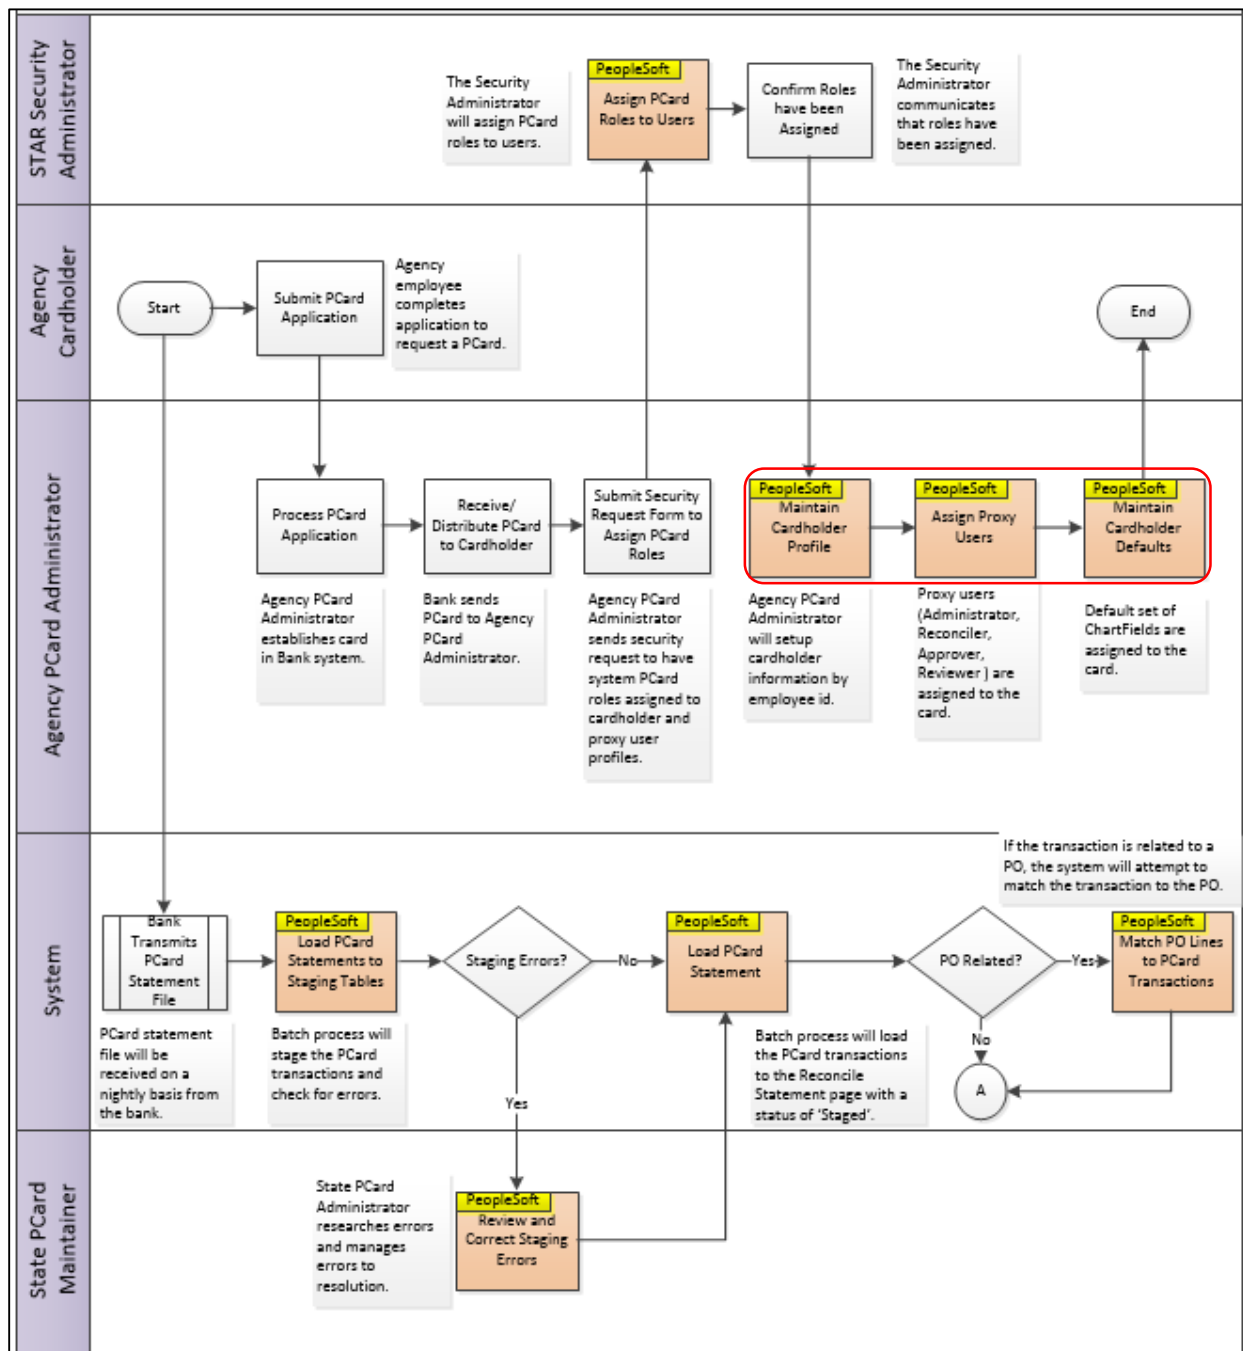 STAR Security
Administrator
The Security
Administrator
will assign PCard
roles to users.
PeopleSoft
Assign PCard
Roles to Users
Confirm Roles
have been
Assigned
The Security
Administrator
communicates
that roles have
been assigned.
Agency
Cardholder
Start
Submit PCard
Application
Agency
employee
completes
application to
request a PCard.
End
Agency PCard Administrator
Process PCard
Application
Receive/
Distribute PCard
to Cardholder
Submit Security
Request Form to
Assign PCard
Roles
PeopleSoft
Maintain
Cardholder
Profile
PeopleSoft
Assign Proxy
Users
PeopleSoft
Maintain
Cardholder
Defaults
Agency PCard
Administrator
establishes card
in Bank system.
Bank sends
PCard to Agency
PCard
Administrator.
Agency PCard
Administrator
sends security
request to have
system PCard
roles assigned to
cardholder and
proxy user
profiles.
Agency PCard
Administrator
will setup
cardholder
information by
employee id.
Proxy users
(Administrator,
Reconciler,
Approver,
Reviewer ) are
assigned to the
card.
Default set of
ChartFields are
assigned to the
card.
System
If the transaction is related to a
PO, the system will attempt to
match the transaction to the PO.
Bank
Transmits
PCard
Statement
File
PeopleSoft
Load PCard
Statements to
Staging Tables
Staging Errors?
No
PeopleSoft
Load PCard
Statement
PO Related?
Yes
PeopleSoft
Match PO Lines
to PCard
Transactions
PCard statement
file will be
received on a
nightly basis from
the bank.
Batch process will
stage the PCard
transactions and
check for errors.
Yes
Batch process will load
the PCard transactions
to the Reconcile
Statement page with a
status of ‘Staged’.
No
A
State PCard
Maintainer
State PCard
Administrator
researches errors
and manages
errors to
resolution.
PeopleSoft
Review and
Correct Staging
Errors